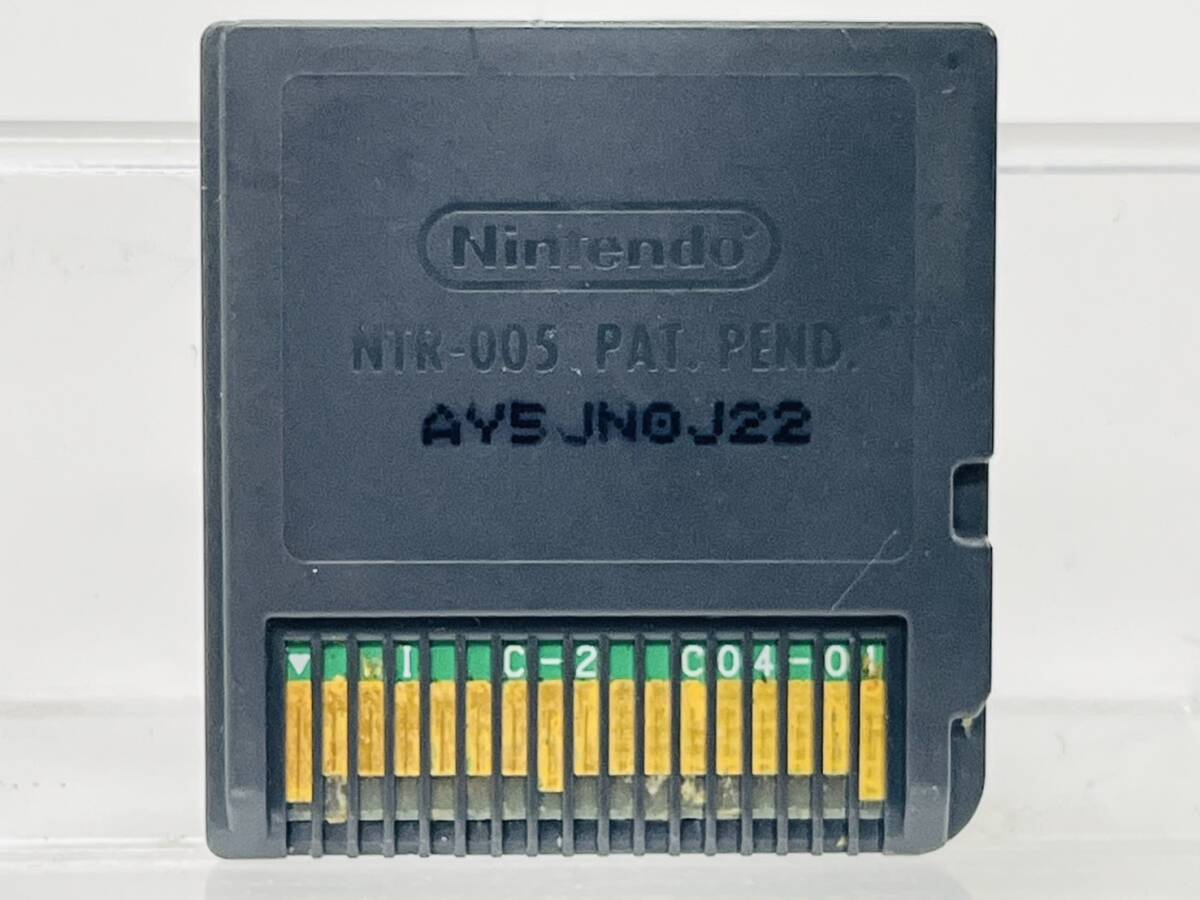 Nintendo
NTR-005 PAT. PEND.
AY5JN0J22
▼ I C-2 C04-01